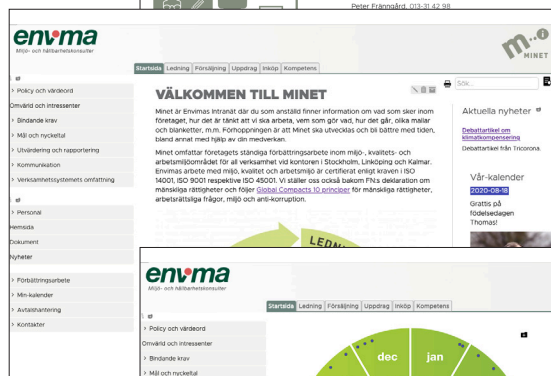 Peter Franngård, 013-31 42 98
envima
Miljö- och hållbarhetskonsulter
MINET
Startsida Ledning Försäljning Uppdrag Inköp Kompetens
Sök...
> Policy och värdeord
Omvärld och intressenter
> Bindande krav
> Mål och nyckeltal
> Utvärdering och rapportering
> Kommunikation
> Verksamhetssystemets omfattning
> Personal
Hemsida
Dokument
Nyheter
> Förbättringsarbete
> Min-kalender
> Avtalshantering
> Kontakter
VÄLKOMMEN TILL MINET
Minet är Envimas Intranät där du som anställd finner information om vad som sker inom
företaget, hur det är tänkt att vi ska arbeta, vem som gör vad, hur det går, olika mallar
och blanketter, m.m. Förhoppningen är att Minet ska utvecklas och bli bättre med tiden,
bland annat med hjälp av din medverkan.
Minet omfattar företagets ständiga förbättringsarbete inom miljö-, kvalitets- och
arbetsmiljöområdet för all verksamhet vid kontoren i Stockholm, Linköping och Kalmar.
Envimas arbete med miljö, kvalitet och arbetsmiljö är certifierat enligt kraven i ISO
14001, ISO 9001 respektive ISO 45001. Vi ställer oss också bakom FN:s deklaration om
mänskliga rättigheter och följer Global Compacts 10 principer för mänskliga rättigheter,
arbetsrättsliga frågor, miljö och anti-korruption.
LEDN
Aktuella nyheter
Debattartikel om
klimatkompensering
Debattartikel från Tricorona.
Vår-kalender
2020-08-18
Grattis på
födelsedagen
Thomas!
envima
Miljö- och hållbarhetskonsulter
Startsida Ledning Försäljning Uppdrag Inköp Kompetens
> Policy och värdeord
Omvärld och intressenter
> Bindande krav
> Mål och nyckeltal
dec jan